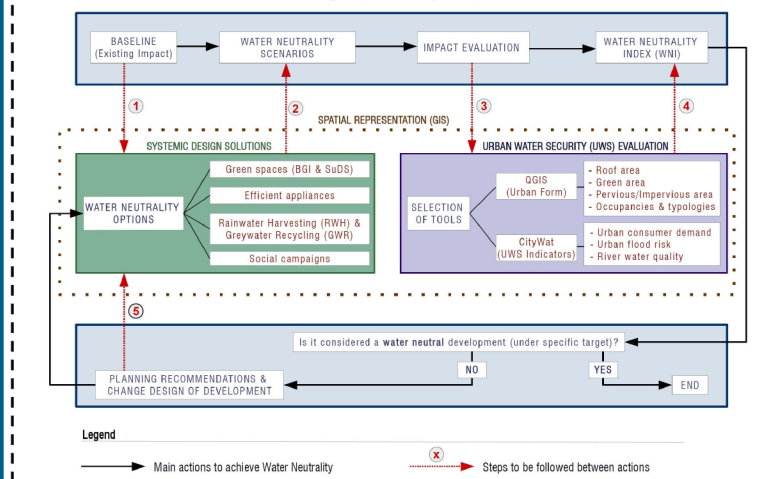 BASELINE
(Existing Impact)
WATER NEUTRALITY
SCENARIOS
IMPACT EVALUATION
WATER NEUTRALITY
INDEX (WNI)
1
2
3
4
SPATIAL REPRESENTATION (GIS)
SYSTEMIC DESIGN SOLUTIONS
WATER NEUTRALITY
OPTIONS
Green spaces (BGI & SuDS)
Efficient appliances
Rainwater Harvesting (RWH) &
Greywater Recycling (GWR)
Social campaigns
URBAN WATER SECURITY (UWS) EVALUATION
SELECTION
OF TOOLS
QGIS
(Urban Form)
- Roof area
- Green area
- Pervious/Impervious area
- Occupancies & typologies
CityWat
(UWS Indicators)
- Urban consumer demand
- Urban flood risk
- River water quality
5
Is it considered a water neutral development (under specific target)?
NO
YES
PLANNING RECOMMENDATIONS &
CHANGE DESIGN OF DEVELOPMENT
END
Legend
Main actions to achieve Water Neutrality
x
Steps to be followed between actions